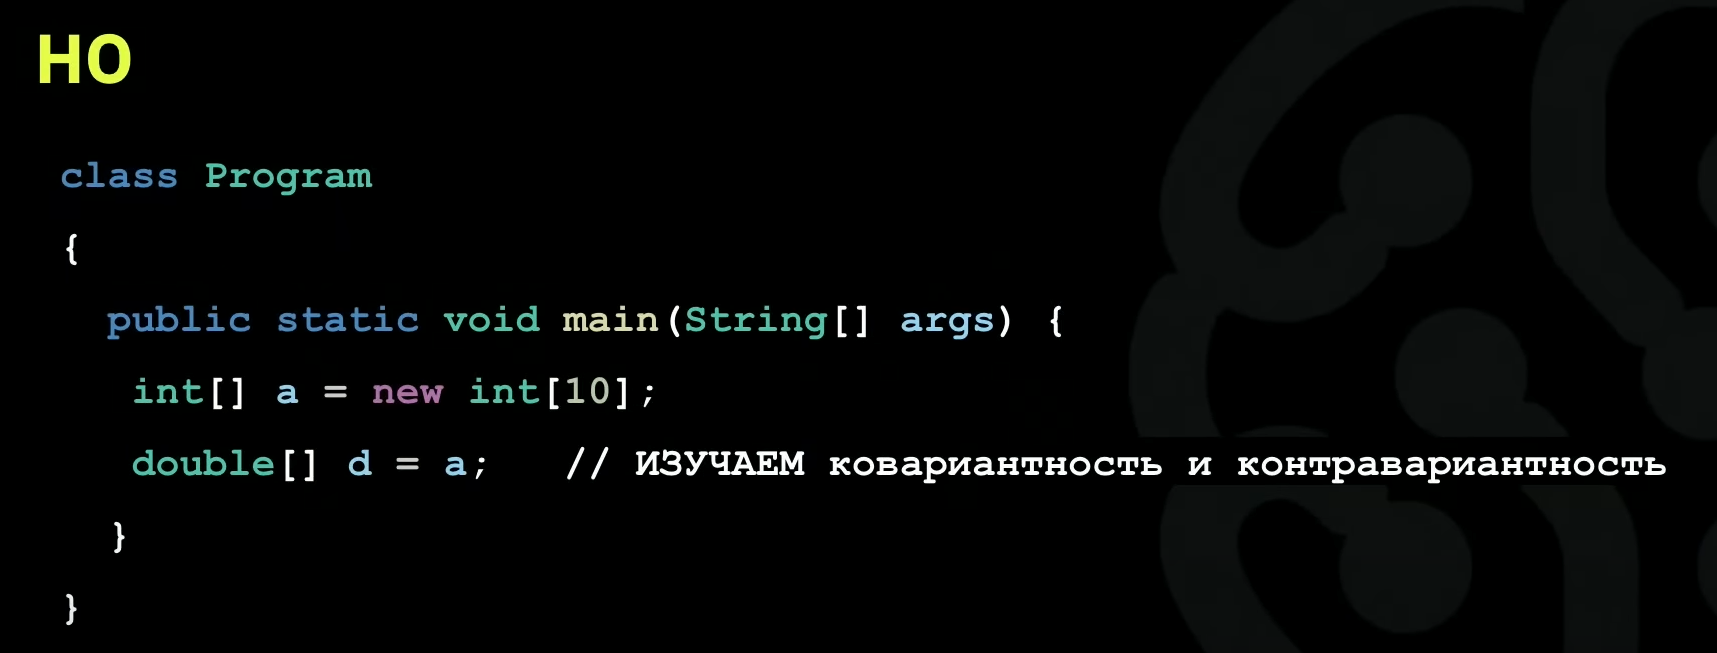 НО
class Program
{
public static void main(String[] args) {
int[] a = new int[10];
double[] d = a;   // ИЗУЧАЕМ ковариантность и контравариантность
}
}